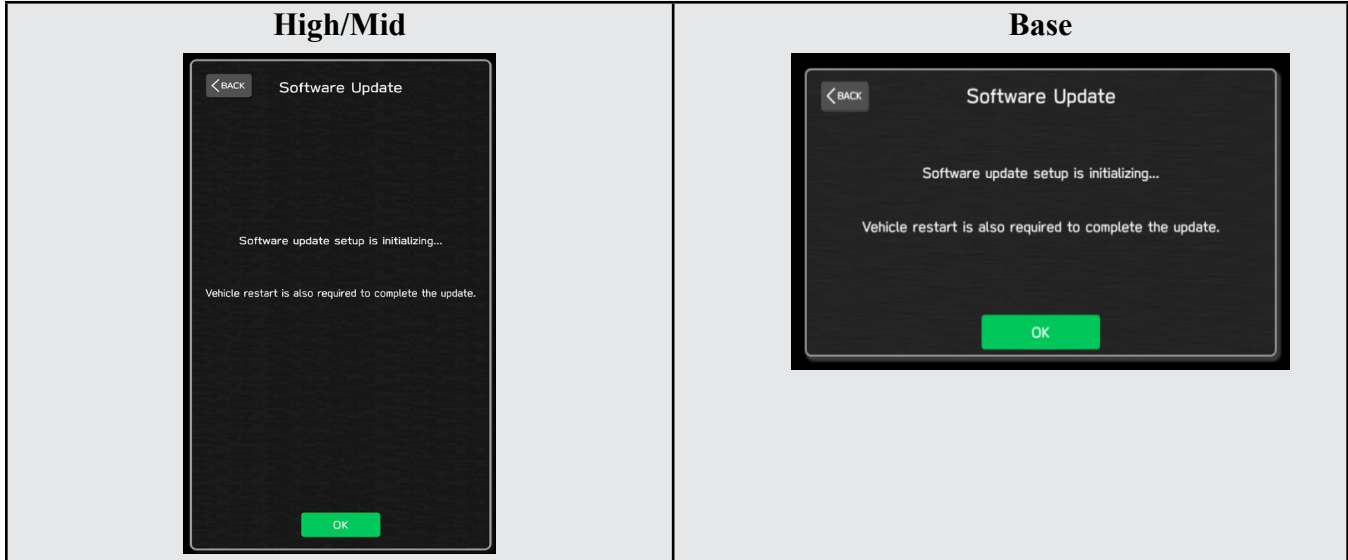 High/Mid
BACK
Software Update
Software update setup is initializing...
Vehicle restart is also required to complete the update.
OK
Base
BACK
Software Update
Software update setup is initializing...
Vehicle restart is also required to complete the update.
OK